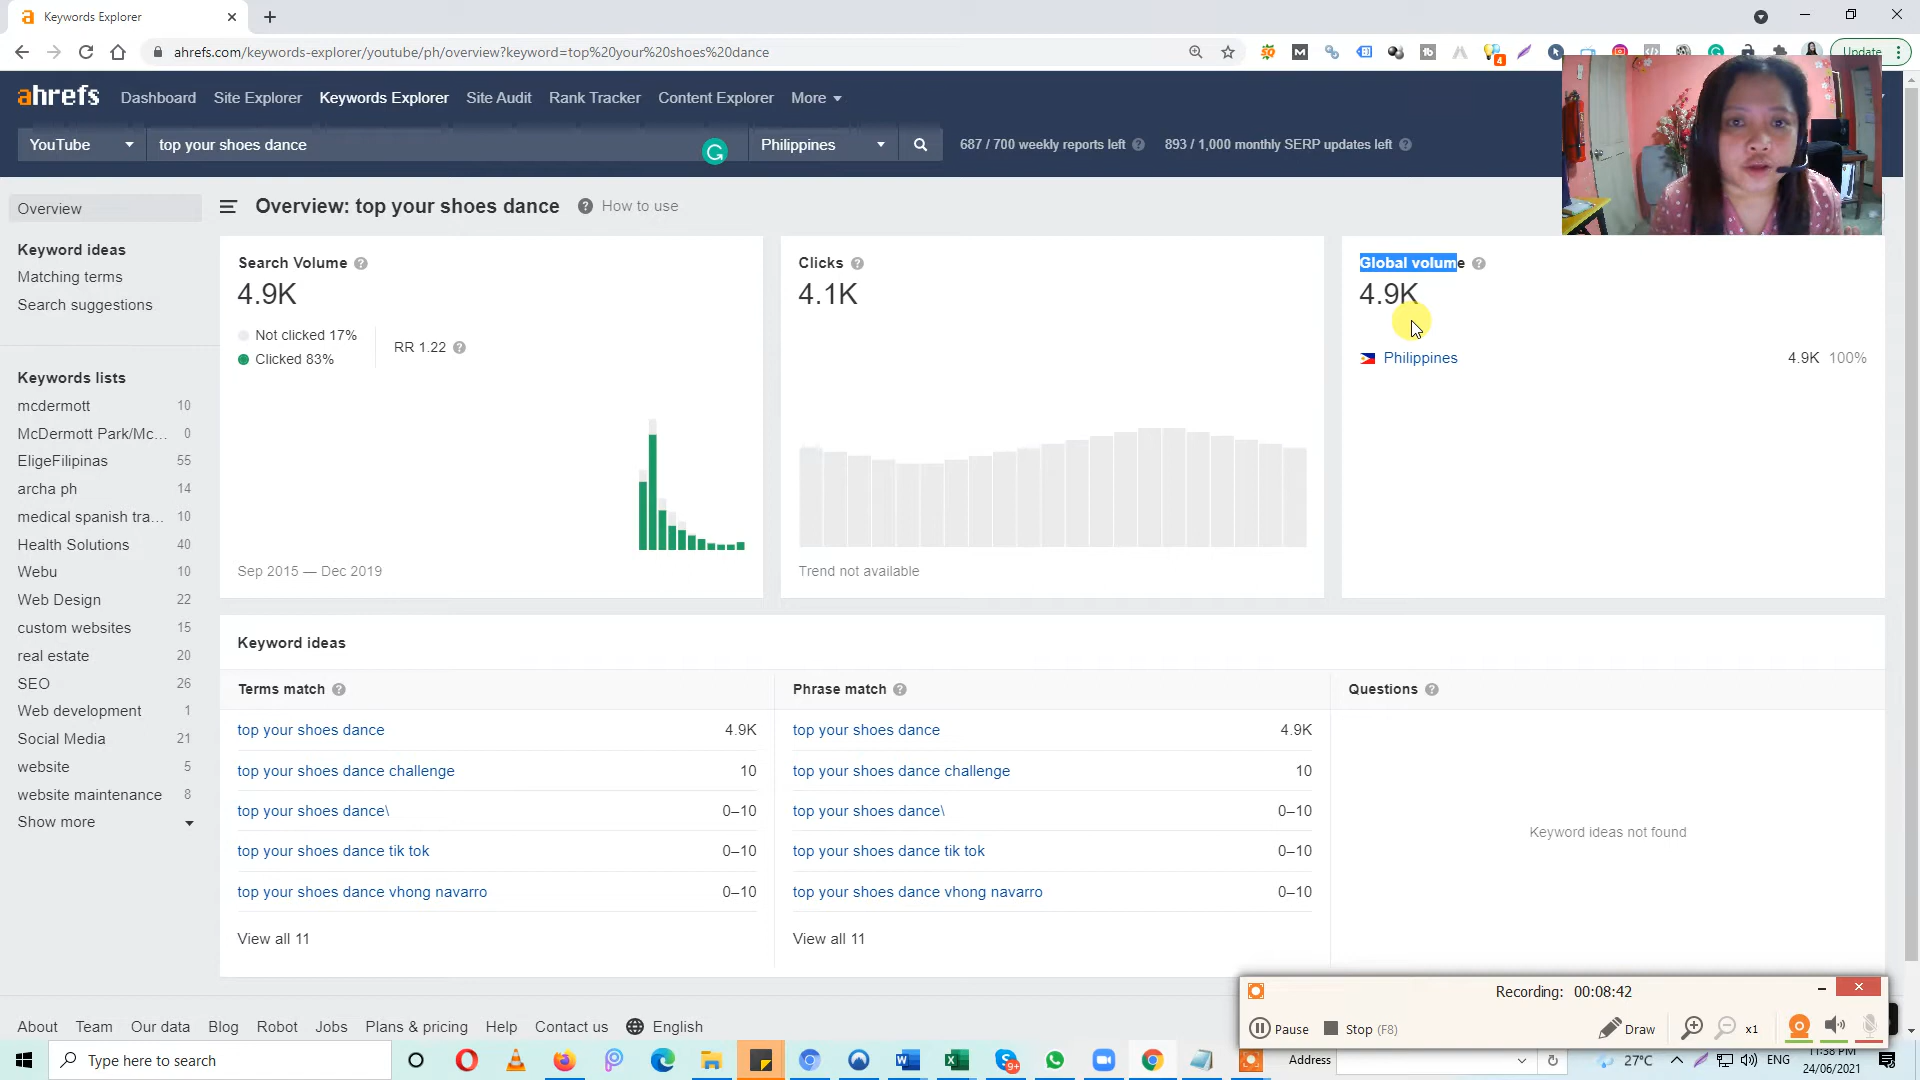 Keywords Explorer
ahrefs.com/keywords-explorer/youtube/ph/overview?keyword=top%20your%20shoes%20dance
Update
ahrefs Dashboard Site Explorer Keywords Explorer Site Audit Rank Tracker Content Explorer More
YouTube top your shoes dance Philippines 687 / 700 weekly reports left 893 / 1,000 monthly SERP updates left
Overview
Overview: top your shoes dance How to use
Keyword ideas
Matching terms
Search suggestions
Keywords lists
mcdermott 10
McDermott Park/Mc... 0
EligeFilipinas 55
archa ph 14
medical spanish tra... 10
Health Solutions 40
Webu 10
Web Design 22
custom websites 15
real estate 20
SEO 26
Web development 1
Social Media 21
website 5
website maintenance 8
Show more
Search Volume
4.9K
Not clicked 17%
Clicked 83%
RR 1.22
Sep 2015 — Dec 2019
Clicks
4.1K
Trend not available
Global volume
4.9K
Philippines 4.9K 100%
Keyword ideas
Terms match
top your shoes dance 4.9K
top your shoes dance challenge 10
top your shoes dance\ 0–10
top your shoes dance tik tok 0–10
top your shoes dance vhong navarro 0–10
View all 11
Phrase match
top your shoes dance 4.9K
top your shoes dance challenge 10
top your shoes dance\ 0–10
top your shoes dance tik tok 0–10
top your shoes dance vhong navarro 0–10
View all 11
Questions
Keyword ideas not found
About Team Our data Blog Robot Jobs Plans & pricing Help Contact us English
Recording: 00:08:42
Pause Stop (F8) Draw x1
Type here to search
Address
27°C ENG
11:38 PM
24/06/2021